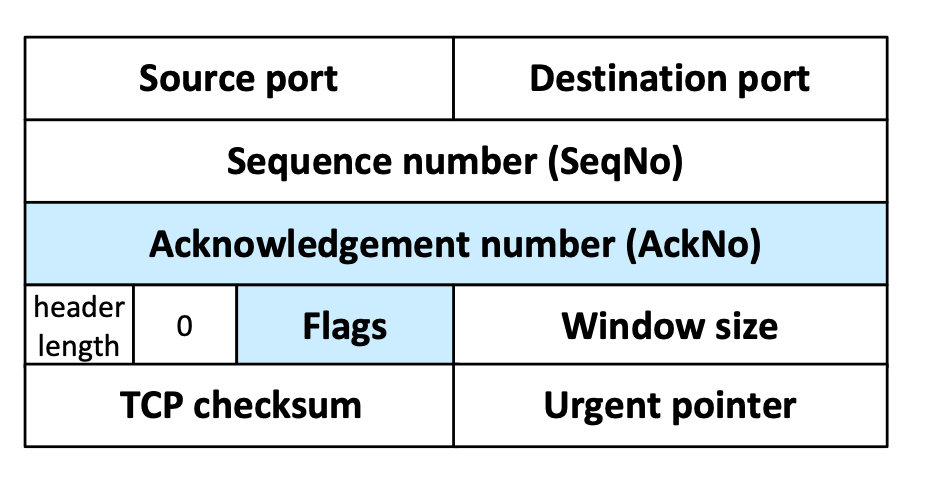 Source port
Destination port
Sequence number (SeqNo)
Acknowledgement number (AckNo)
header
length
0
Flags
Window size
TCP checksum
Urgent pointer